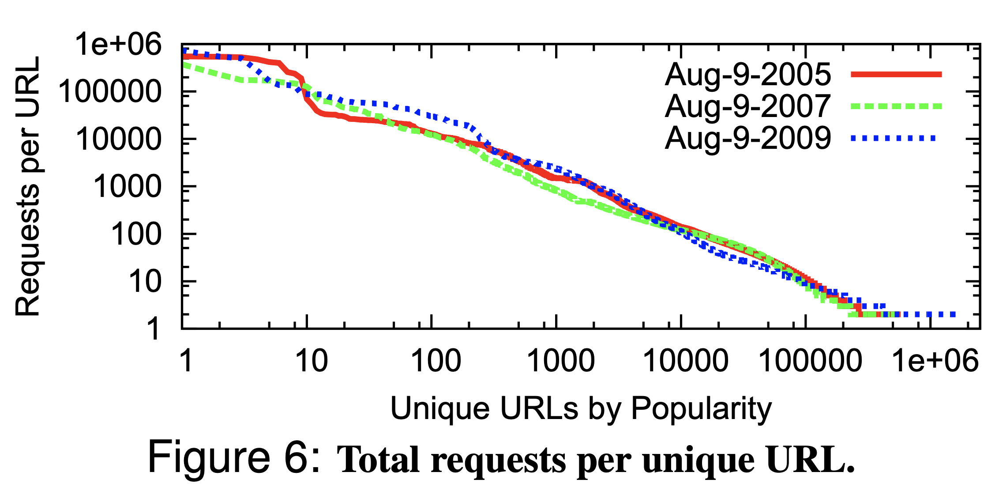 Requests per URL
1e+06
100000
10000
1000
100
10
1
Aug-9-2005
Aug-9-2007
Aug-9-2009
1 10 100 1000 10000 100000 1e+06
Unique URLs by Popularity
Figure 6: Total requests per unique URL.